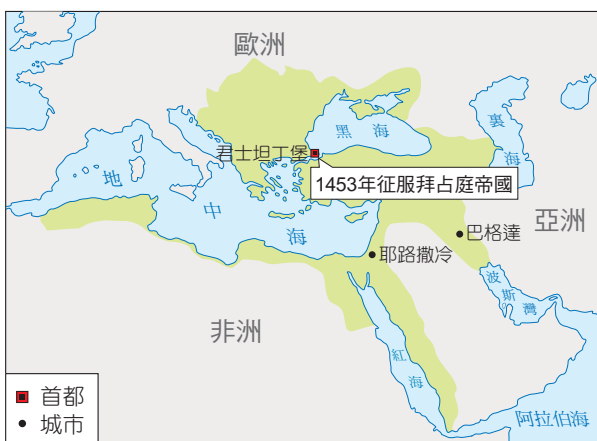 歐洲
裏海
黑海
君士坦丁堡
1453年征服拜占庭帝國
地中海
亞洲
巴格達
耶路撒冷
波斯灣
非洲
紅海
阿拉伯海
首都
城市